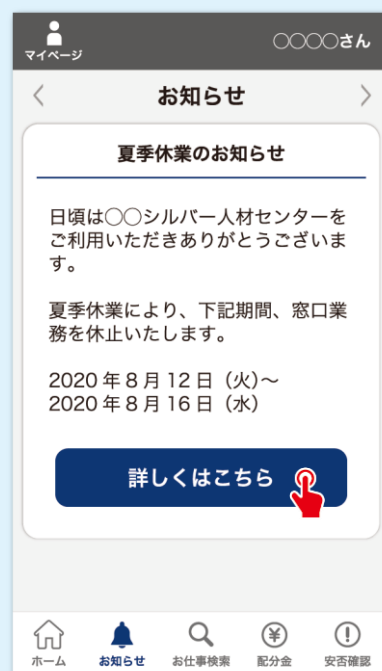 マイページ
○○○○さん
お知らせ
夏季休業のお知らせ
日頃は○○シルバー人材センターを
ご利用いただきありがとうございま
す。
夏季休業により、下記期間、窓口業
務を休止いたします。
2020年8月12日（火）～
2020年8月16日（水）
詳しくはこちら
ホーム
お知らせ
お仕事検索
配分金
安否確認